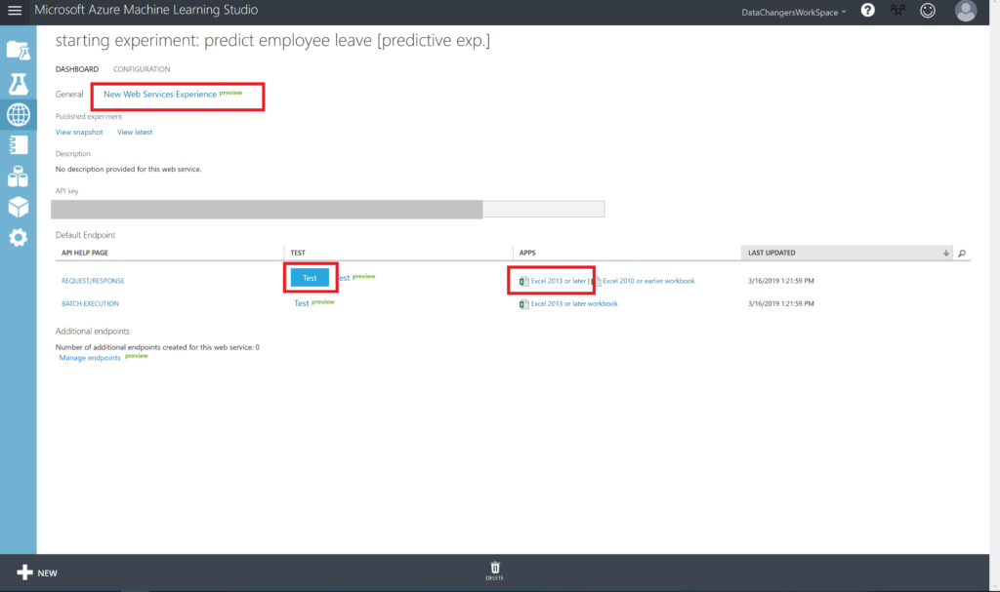 Microsoft Azure Machine Learning Studio
DataChangersWorkSpace
?
starting experiment: predict employee leave [predictive exp.]
DASHBOARD CONFIGURATION
General New Web Services Experience preview
Published experiment
View snapshot View latest
Description
No description provided for this web service.
API key
Default Endpoint
API HELP PAGE TEST APPS LAST UPDATED
REQUEST/RESPONSE Test est preview Excel 2013 or later | Excel 2010 or earlier workbook 3/16/2019 1:21:59 PM
BATCH EXECUTION Test preview Excel 2013 or later workbook 3/16/2019 1:21:59 PM
Additional endpoints
Number of additional endpoints created for this web service: 0
Manage endpoints preview
NEW DELETE